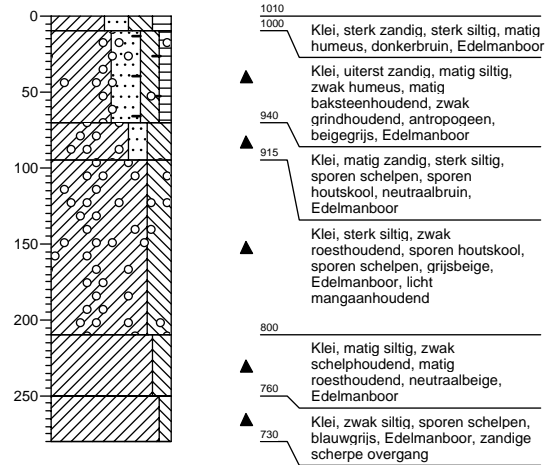 0
50
100
150
200
250
1010
1000
Klei, sterk zandig, sterk siltig, matig
humeus, donkerbruin, Edelmanboor
Klei, uiterst zandig, matig siltig,
zwak humeus, matig
baksteenhoudend, zwak
grindhoudend, antropogeen,
beigegrijs, Edelmanboor
940
915
Klei, matig zandig, sterk siltig,
sporen schelpen, sporen
houtskool, neutraalbruin,
Edelmanboor
Klei, sterk siltig, zwak
roesthoudend, sporen houtskool,
sporen schelpen, grijsbeige,
Edelmanboor, licht
mangaanhoudend
800
Klei, matig siltig, zwak
schelphoudend, matig
roesthoudend, neutraalbeige,
Edelmanboor
760
Klei, zwak siltig, sporen schelpen,
blauwgrijs, Edelmanboor, zandige
scherpe overgang
730